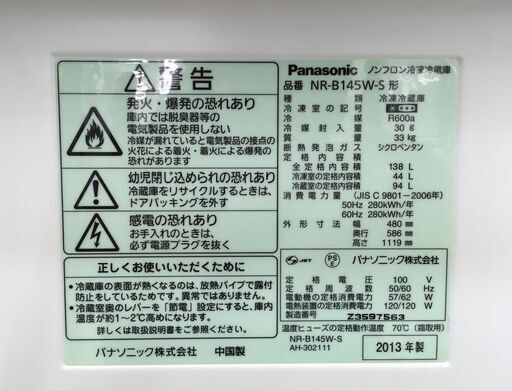 警告
発火・爆発の恐れあり
庫内では脱臭器等の
電気製品を使用しない
冷媒が漏れていると電気製品の接点の
火花による着火・着火による爆発の
恐れがあります
幼児閉じ込められの恐れあり
冷蔵庫をリサイクルするときは、
ドアパッキングを外す
感電の恐れあり
お手入れのときは、
必ず電源プラグを抜く
正しくお使いいただくために
・冷蔵庫の表面が熱くなるのは、放熱パイプで露付
防止をしているためです。異常ではありません。
・冷蔵室奥のレバーを「節電」に設定すると、庫内
温度が約1〜2℃上昇します。
詳しくは取扱説明書をご覧ください。
パナソニック株式会社 中国製
Panasonic ノンフロン冷凍冷蔵庫
品番 NR-B145W-S 形
種類 冷凍冷蔵庫
冷凍室の記号
冷媒 R600a
冷媒封入量 30 g
質量 33 kg
断熱発泡ガス シクロペンタン
定格内容積
全定格内容積 138 L
冷凍室の定格内容積 44 L
冷蔵室の定格内容積 94 L
消費電力量 (JIS C 9801−2006年)
50Hz 280kWh/年
60Hz 280kWh/年
外形寸法 幅 480 mm
奥行 586 mm
高さ 1119 mm
JET PS E パナソニック株式会社
定格電圧 100 V
定格周波数 50/60 Hz
電動機の定格消費電力 57/62 W
電熱装置の定格消費電力 120/120 W
製造番号 Z3597563
温度ヒューズの定格動作温度 70℃ (霜取用)
NR-B145W-S
AH-302111
2013 年製